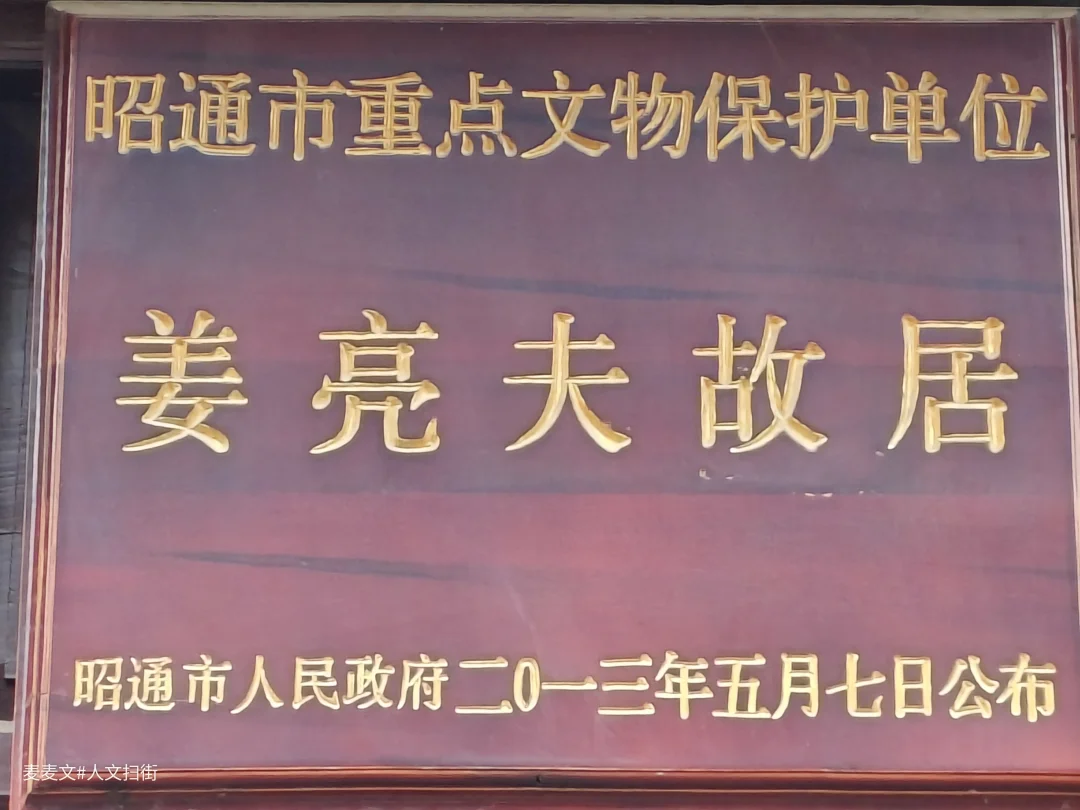 昭通市重点文物保护单位
姜亮夫故居
昭通市人民政府二0一三年五月七日公布
麦麦文#人文扫街